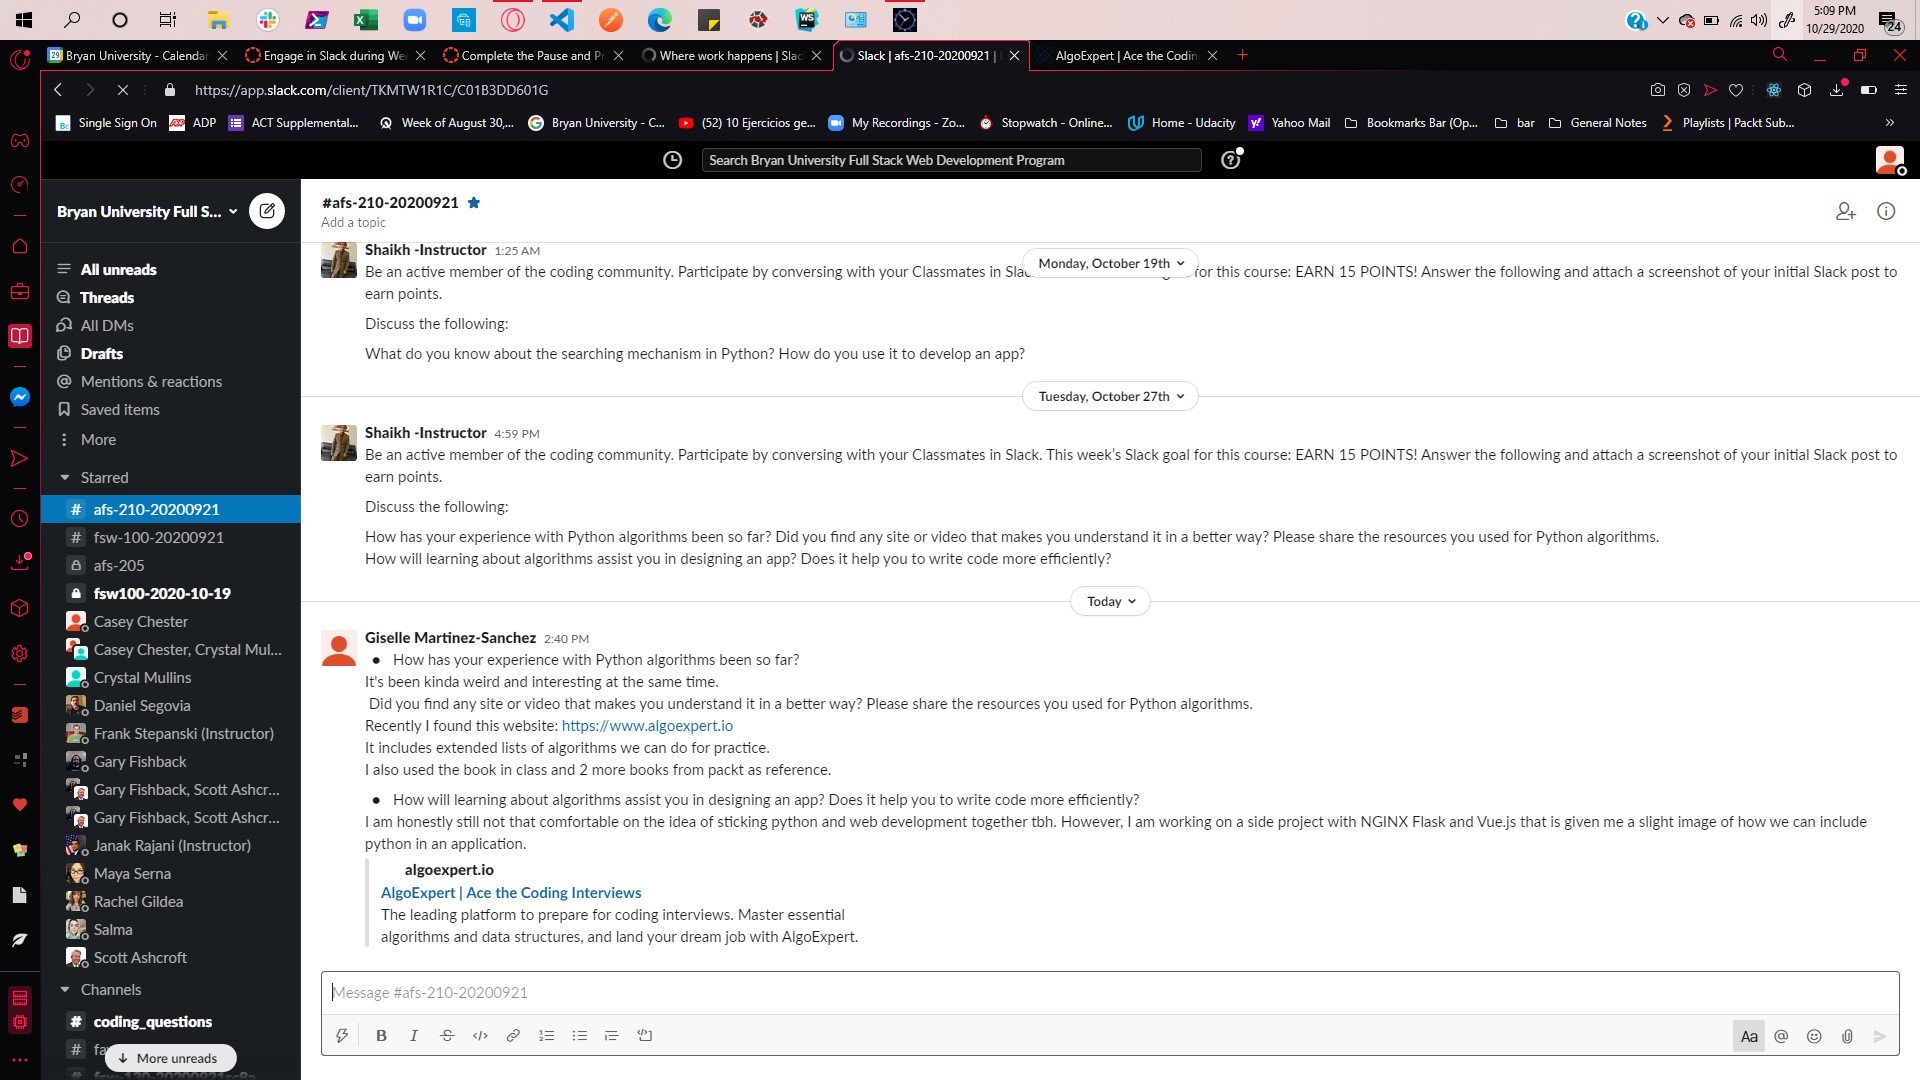 5:09 PM
10/29/2020
24
Bryan University - Calendar
Engage in Slack during We
Complete the Pause and Pr
Where work happens | Slac
Slack | afs-210-20200921 |
AlgoExpert | Ace the Coding
https://app.slack.com/client/TKMTW1R1C/C01B3DD601G
Single Sign On
ADP
ACT Supplemental...
Week of August 30,...
Bryan University - C...
(52) 10 Ejercicios ge...
My Recordings - Zo...
Stopwatch - Online...
Home - Udacity
Yahoo Mail
Bookmarks Bar (Op...
bar
General Notes
Playlists | Packt Sub...
Search Bryan University Full Stack Web Development Program
Bryan University Full S...
All unreads
Threads
All DMs
Drafts
Mentions & reactions
Saved items
More
Starred
# afs-210-20200921
# fsw-100-20200921
afs-205
fsw100-2020-10-19
Casey Chester
Casey Chester, Crystal Mul...
Crystal Mullins
Daniel Segovia
Frank Stepanski (Instructor)
Gary Fishback
Gary Fishback, Scott Ashcr...
Gary Fishback, Scott Ashcr...
Janak Rajani (Instructor)
Maya Serna
Rachel Gildea
Salma
Scott Ashcroft
Channels
# coding_questions
More unreads
#afs-210-20200921
Add a topic
Shaikh -Instructor 1:25 AM
Monday, October 19th
Be an active member of the coding community. Participate by conversing with your Classmates in Slac for this course: EARN 15 POINTS! Answer the following and attach a screenshot of your initial Slack post to
earn points.
Discuss the following:
What do you know about the searching mechanism in Python? How do you use it to develop an app?
Tuesday, October 27th
Shaikh -Instructor 4:59 PM
Be an active member of the coding community. Participate by conversing with your Classmates in Slack. This week's Slack goal for this course: EARN 15 POINTS! Answer the following and attach a screenshot of your initial Slack post to
earn points.
Discuss the following:
How has your experience with Python algorithms been so far? Did you find any site or video that makes you understand it in a better way? Please share the resources you used for Python algorithms.
How will learning about algorithms assist you in designing an app? Does it help you to write code more efficiently?
Today
Giselle Martinez-Sanchez 2:40 PM
• How has your experience with Python algorithms been so far?
It's been kinda weird and interesting at the same time.
Did you find any site or video that makes you understand it in a better way? Please share the resources you used for Python algorithms.
Recently I found this website: https://www.algoexpert.io
It includes extended lists of algorithms we can do for practice.
I also used the book in class and 2 more books from packt as reference.
• How will learning about algorithms assist you in designing an app? Does it help you to write code more efficiently?
I am honestly still not that comfortable on the idea of sticking python and web development together tbh. However, I am working on a side project with NGINX Flask and Vue.js that is given me a slight image of how we can include
python in an application.
algoexpert.io
AlgoExpert | Ace the Coding Interviews
The leading platform to prepare for coding interviews. Master essential
algorithms and data structures, and land your dream job with AlgoExpert.
Message #afs-210-20200921
B I S Aa @